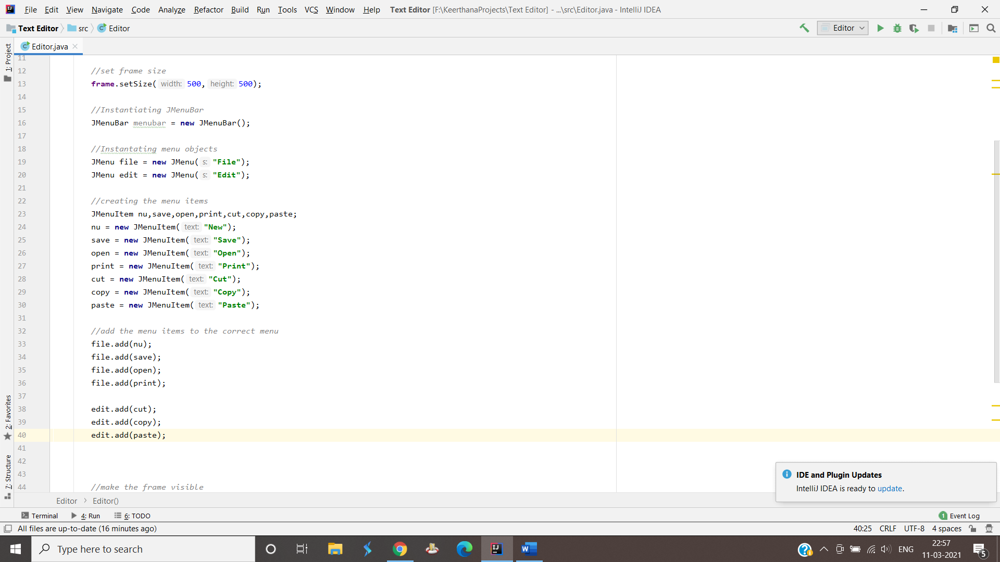 File Edit View Navigate Code Analyze Refactor Build Run Tools VCS Window Help Text Editor [F:\KeerthanaProjects\Text Editor] - ...\src\Editor.java - IntelliJ IDEA
Text Editor src Editor Editor
1: Project
Editor.java
11
12 //set frame size
13 frame.setSize( width: 500, height: 500);
14
15 //Instantiating JMenuBar
16 JMenuBar menubar = new JMenuBar();
17
18 //Instantating menu objects
19 JMenu file = new JMenu( s: "File");
20 JMenu edit = new JMenu( s: "Edit");
21
22 //creating the menu items
23 JMenuItem nu,save,open,print,cut,copy,paste;
24 nu = new JMenuItem( text: "New");
25 save = new JMenuItem( text: "Save");
26 open = new JMenuItem( text: "Open");
27 print = new JMenuItem( text: "Print");
28 cut = new JMenuItem( text: "Cut");
29 copy = new JMenuItem( text: "Copy");
30 paste = new JMenuItem( text: "Paste");
31
32 //add the menu items to the correct menu
33 file.add(nu);
34 file.add(save);
35 file.add(open);
36 file.add(print);
37
38 edit.add(cut);
39 edit.add(copy);
40 edit.add(paste);
41
42
43
44 //make the frame visible
2: Favorites
7: Structure
IDE and Plugin Updates
IntelliJ IDEA is ready to update.
Editor Editor()
Terminal 4: Run 6: TODO 1 Event Log
All files are up-to-date (16 minutes ago) 40:25 CRLF UTF-8 4 spaces
Type here to search ENG 22:57
11-03-2021 5